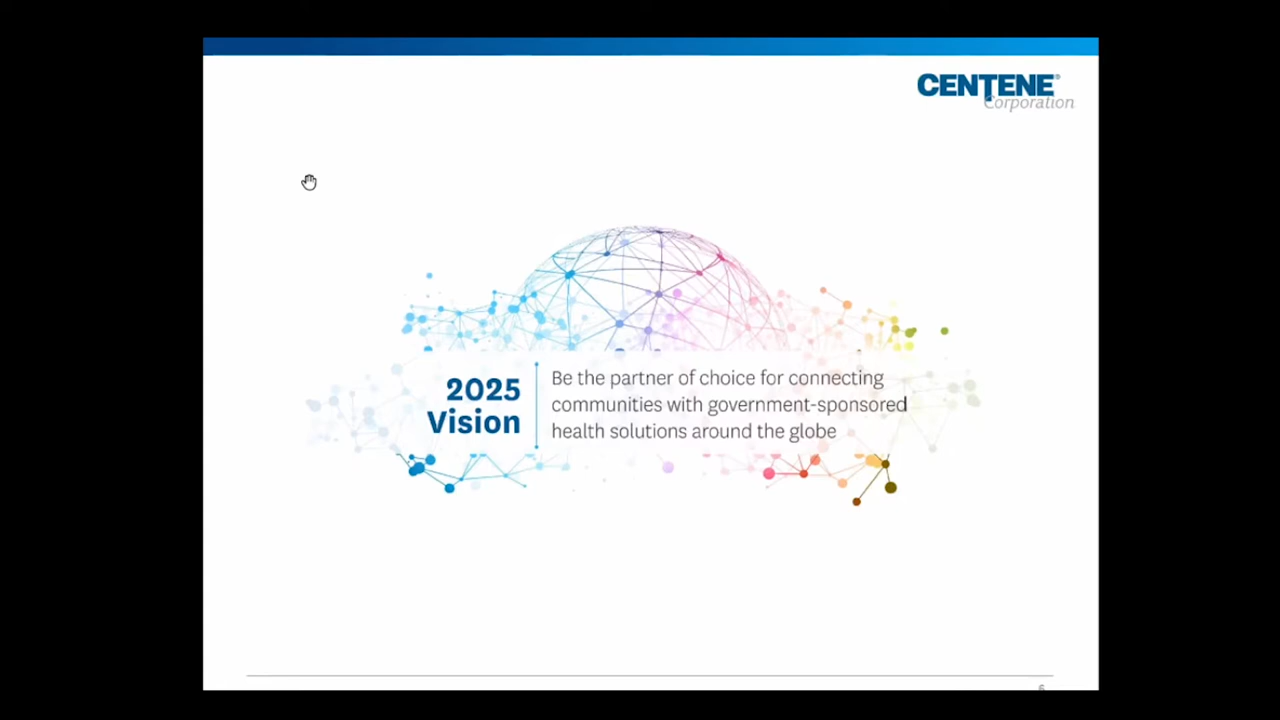 CENTENE®
Corporation
2025
Vision
Be the partner of choice for connecting
communities with government-sponsored
health solutions around the globe